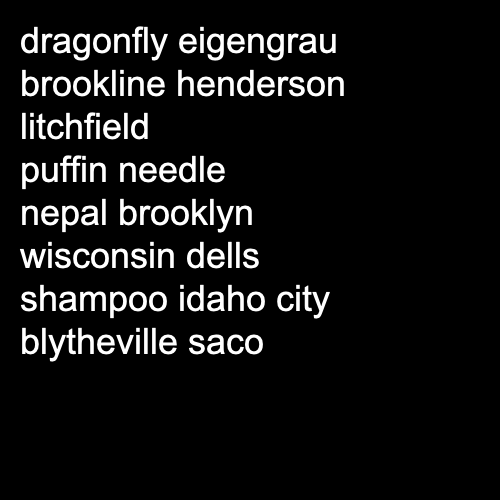 dragonfly eigengrau
brookline henderson
litchfield
puffin needle
nepal brooklyn
wisconsin dells
shampoo idaho city
blytheville saco